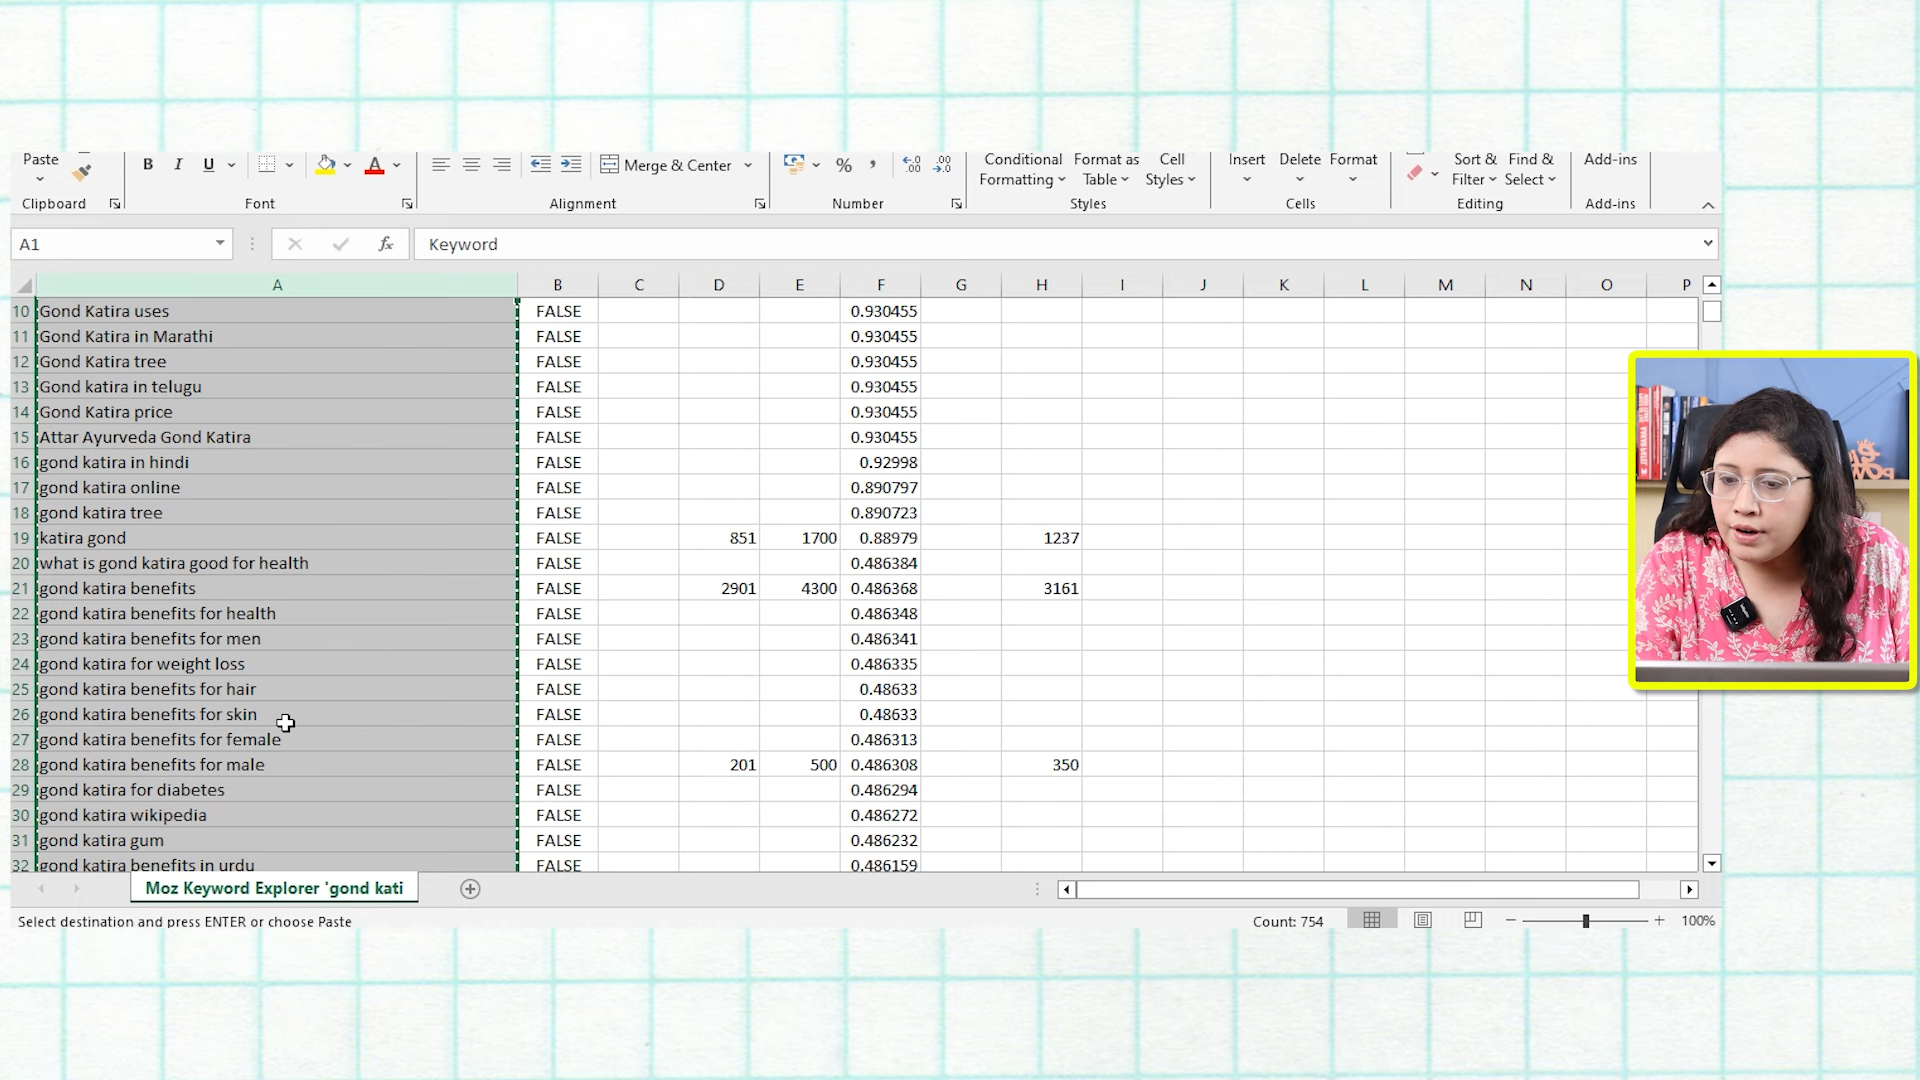 Paste
B I U
A
Merge & Center
% ,
Conditional Formatting
Format as Table
Cell Styles
Insert
Delete
Format
Sort & Filter
Find & Select
Add-ins
Clipboard
Font
Alignment
Number
Styles
Cells
Editing
Add-ins
A1
fx
Keyword
A B C D E F G H I J K L M N O P
10 Gond Katira uses FALSE 0.930455
11 Gond Katira in Marathi FALSE 0.930455
12 Gond Katira tree FALSE 0.930455
13 Gond katira in telugu FALSE 0.930455
14 Gond Katira price FALSE 0.930455
15 Attar Ayurveda Gond Katira FALSE 0.930455
16 gond katira in hindi FALSE 0.92998
17 gond katira online FALSE 0.890797
18 gond katira tree FALSE 0.890723
19 katira gond FALSE 851 1700 0.88979 1237
20 what is gond katira good for health FALSE 0.486384
21 gond katira benefits FALSE 2901 4300 0.486368 3161
22 gond katira benefits for health FALSE 0.486348
23 gond katira benefits for men FALSE 0.486341
24 gond katira for weight loss FALSE 0.486335
25 gond katira benefits for hair FALSE 0.48633
26 gond katira benefits for skin FALSE 0.48633
27 gond katira benefits for female FALSE 0.486313
28 gond katira benefits for male FALSE 201 500 0.486308 350
29 gond katira for diabetes FALSE 0.486294
30 gond katira wikipedia FALSE 0.486272
31 gond katira gum FALSE 0.486232
32 gond katira benefits in urdu FALSE 0.486159
Moz Keyword Explorer 'gond kati
Select destination and press ENTER or choose Paste
Count: 754
100%